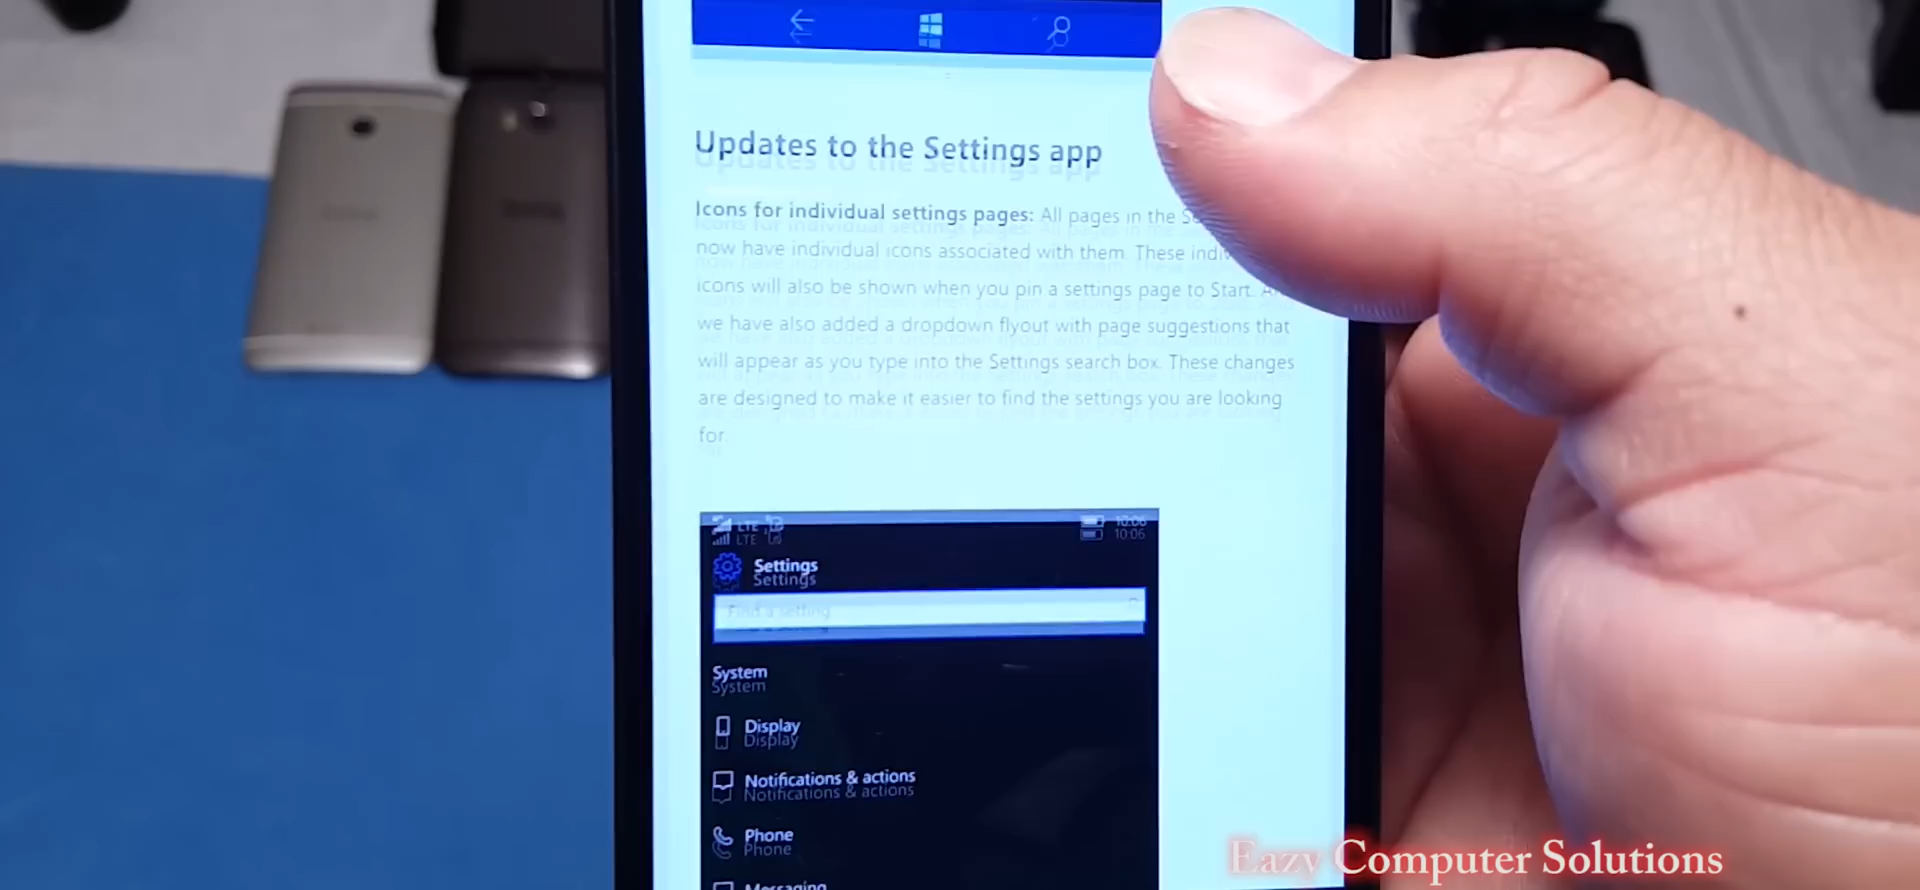 Updates to the Settings app
Icons for individual settings pages: All pages in the
now have individual icons associated with them. These
icons will also be shown when you pin a settings page to Start.
we have also added a dropdown flyout with page suggestions that
will appear as you type into the Settings search box. These changes
are designed to make it easier to find the settings you are looking
for.
LTE 10:06
Settings
Find a setting
System
Display
Notifications & actions
Phone
Messaging
Eazy Computer Solutions